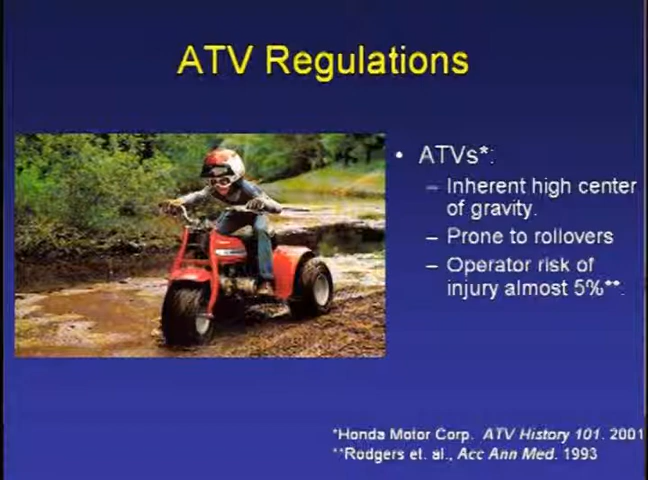 ATV Regulations
• ATVs*:
– Inherent high center
of gravity.
– Prone to rollovers
– Operator risk of
injury almost 5%**.
*Honda Motor Corp. ATV History 101. 2001
**Rodgers et. al., Acc Ann Med. 1993